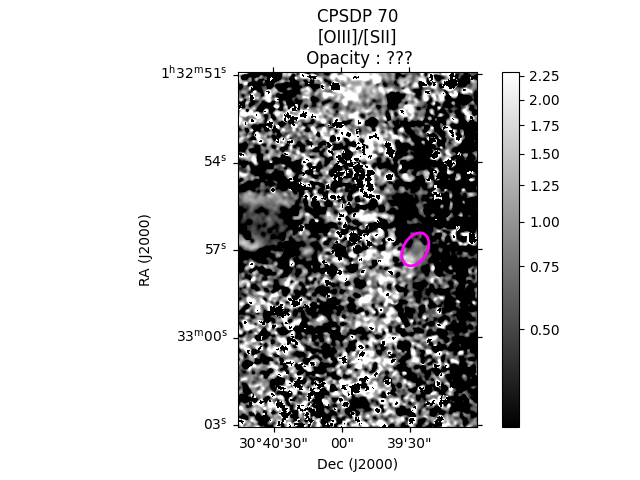 CPSDP 70
[OIII]/[SII]
Opacity : ???
1ʰ32ᵐ51ˢ
54ˢ
57ˢ
33ᵐ00ˢ
03ˢ
RA (J2000)
30°40'30"
00"
39'30"
Dec (J2000)
2.25
2.00
1.75
1.50
1.25
1.00
0.75
0.50